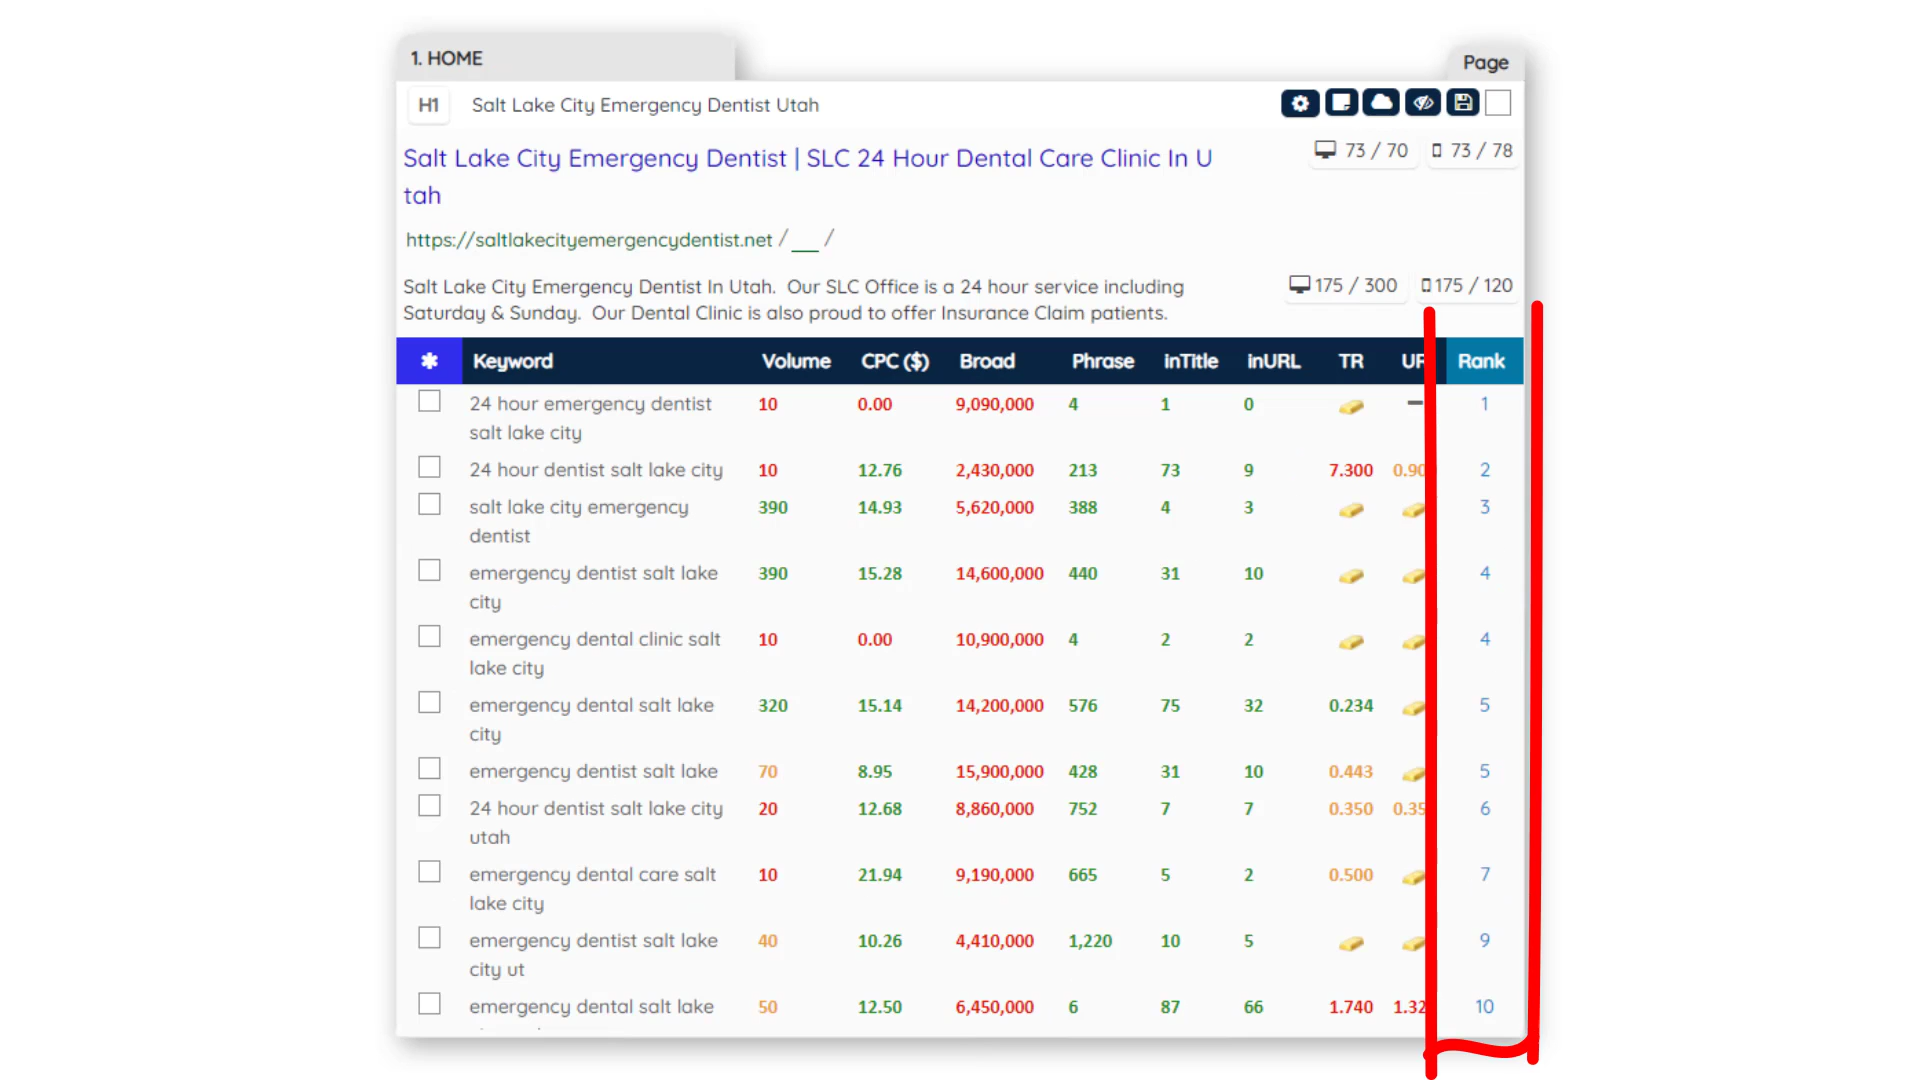 1. HOME
Page
H1 Salt Lake City Emergency Dentist Utah
Salt Lake City Emergency Dentist | SLC 24 Hour Dental Care Clinic In U
tah
73 / 70 73 / 78
https://saltlakecityemergencydentist.net / __ /
Salt Lake City Emergency Dentist In Utah. Our SLC Office is a 24 hour service including
Saturday & Sunday. Our Dental Clinic is also proud to offer Insurance Claim patients.
175 / 300 175 / 120
* Keyword Volume CPC ($) Broad Phrase inTitle inURL TR UR Rank
24 hour emergency dentist 10 0.00 9,090,000 4 1 0 – 1
salt lake city
24 hour dentist salt lake city 10 12.76 2,430,000 213 73 9 7.300 0.90 2
salt lake city emergency 390 14.93 5,620,000 388 4 3 3
dentist
emergency dentist salt lake 390 15.28 14,600,000 440 31 10 4
city
emergency dental clinic salt 10 0.00 10,900,000 4 2 2 4
lake city
emergency dental salt lake 320 15.14 14,200,000 576 75 32 0.234 5
city
emergency dentist salt lake 70 8.95 15,900,000 428 31 10 0.443 5
24 hour dentist salt lake city 20 12.68 8,860,000 752 7 7 0.350 0.35 6
utah
emergency dental care salt 10 21.94 9,190,000 665 5 2 0.500 7
lake city
emergency dentist salt lake 40 10.26 4,410,000 1,220 10 5 9
city ut
emergency dental salt lake 50 12.50 6,450,000 6 87 66 1.740 1.32 10